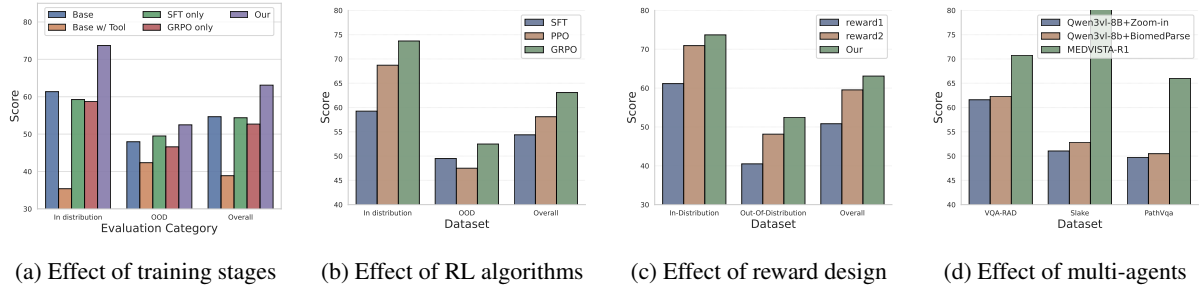 Base
Base w/ Tool
SFT only
GRPO only
Our
Score
80
70
60
50
40
30
In distribution
OOD
Overall
Evaluation Category
(a) Effect of training stages
SFT
PPO
GRPO
Score
80
75
70
65
60
55
50
45
40
In distribution
OOD
Overall
Dataset
(b) Effect of RL algorithms
reward1
reward2
Our
Score
80
70
60
50
40
30
In-Distribution
Out-Of-Distribution
Overall
Dataset
(c) Effect of reward design
Qwen3vl-8B+Zoom-in
Qwen3vl-8b+BiomedParse
MEDVISTA-R1
Score
80
75
70
65
60
55
50
45
40
VQA-RAD
Slake
PathVqa
Dataset
(d) Effect of multi-agents